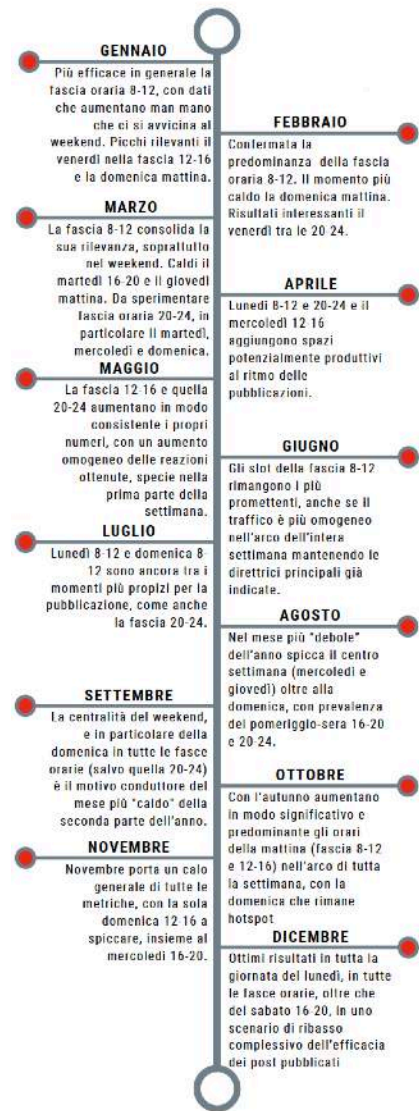 GENNAIO
Più efficace in generale la
fascia oraria 8-12, con dati
che aumentano man mano
che ci si avvicina al
weekend. Picchi rilevanti il
venerdì nella fascia 12-16
e la domenica mattina.
FEBBRAIO
Confermata la
predominanza della fascia
oraria 8-12. Il momento più
caldo la domenica mattina.
Risultati interessanti il
venerdì tra le 20-24.
MARZO
La fascia 8-12 consolida la
sua rilevanza, soprattutto
nel weekend. Caldi il
martedì 16-20 e il giovedì
mattina. Da sperimentare
fascia oraria 20-24, in
particolare il martedì,
mercoledì e domenica.
APRILE
Lunedì 8-12 e 20-24 e il
mercoledì 12-16
aggiungono spazi
potenzialmente produttivi
al ritmo delle
pubblicazioni.
MAGGIO
La fascia 12-16 e quella
20-24 aumentano in modo
consistente i propri
numeri, con un aumento
omogeneo delle reazioni
ottenute, specie nella
prima parte della
settimana.
GIUGNO
Gli slot della fascia 8-12
rimangono i più
promettenti, anche se il
traffico è più omogeneo
nell'arco dell'intera
settimana mantenendo le
direttrici principali già
indicate.
LUGLIO
Lunedì 8-12 e domenica 8-
12 sono ancora tra i
momenti più propizi per la
pubblicazione, come anche
la fascia 20-24.
AGOSTO
Nel mese più "debole"
dell'anno spicca il centro
settimana (mercoledì e
giovedì) oltre alla
domenica, con prevalenza
del pomeriggio-sera 16-20
e 20-24.
SETTEMBRE
La centralità del weekend,
e in particolare della
domenica in tutte le fasce
orarie (salvo quella 20-24)
è il motivo conduttore del
mese più "caldo" della
seconda parte dell'anno.
OTTOBRE
Con l'autunno aumentano
in modo significativo e
predominante gli orari
della mattina (fascia 8-12
e 12-16) nell'arco di tutta
la settimana, con la
domenica che rimane
hotspot
NOVEMBRE
Novembre porta un calo
generale di tutte le
metriche, con la sola
domenica 12-16 a
spiccare, insieme al
mercoledì 16-20.
DICEMBRE
Ottimi risultati in tutta la
giornata del lunedì, in tutte
le fasce orarie, oltre che
del sabato 16-20, in uno
scenario di ribasso
complessivo dell'efficacia
dei post pubblicati